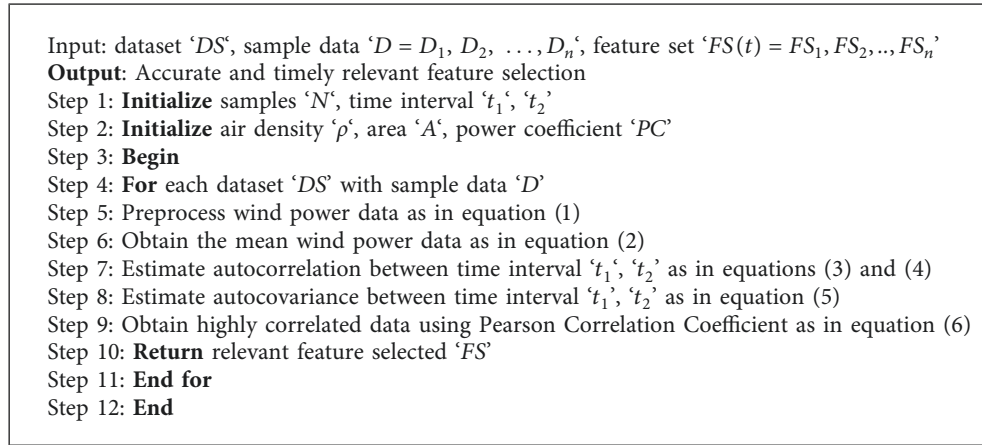 Input: dataset ‘DS‘, sample data ‘D = D₁, D₂, …, Dₙ‘, feature set ‘FS(t) = FS₁, FS₂, .., FSₙ’
Output: Accurate and timely relevant feature selection
Step 1: Initialize samples ‘N‘, time interval ‘t₁‘, ‘t₂’
Step 2: Initialize air density ‘ρ‘, area ‘A‘, power coefficient ‘PC’
Step 3: Begin
Step 4: For each dataset ‘DS’ with sample data ‘D’
Step 5: Preprocess wind power data as in equation (1)
Step 6: Obtain the mean wind power data as in equation (2)
Step 7: Estimate autocorrelation between time interval ‘t₁‘, ‘t₂’ as in equations (3) and (4)
Step 8: Estimate autocovariance between time interval ‘t₁’, ‘t₂’ as in equation (5)
Step 9: Obtain highly correlated data using Pearson Correlation Coefficient as in equation (6)
Step 10: Return relevant feature selected ‘FS’
Step 11: End for
Step 12: End